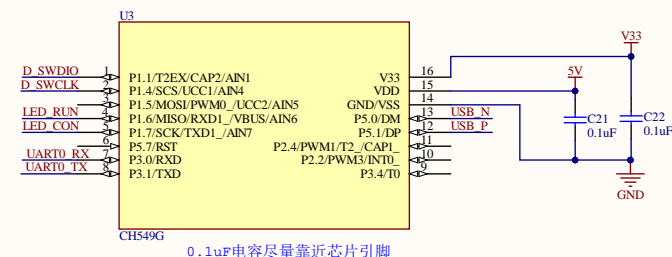 U3
V33
D_SWDIO 1 P1.1/T2EX/CAP2/AIN1 V33 16
5V
D_SWCLK 2 P1.4/SCS/UCC1/AIN4 VDD 15
3 P1.5/MOSI/PWM0_/UCC2/AIN5 GND/VSS 14
LED_RUN 4 P1.6/MISO/RXD1_/VBUS/AIN6 P5.0/DM 13 USB_N
C21 C22
LED_CON 5 P1.7/SCK/TXD1_/AIN7 P5.1/DP 12 USB_P
0.1uF 0.1uF
6 P5.7/RST P2.4/PWM1/T2_/CAP1_ 11
UART0_RX 7 P3.0/RXD P2.2/PWM3/INT0_ 10
UART0_TX 8 P3.1/TXD P3.4/T0 9
GND
CH549G
0.1uF电容尽量靠近芯片引脚